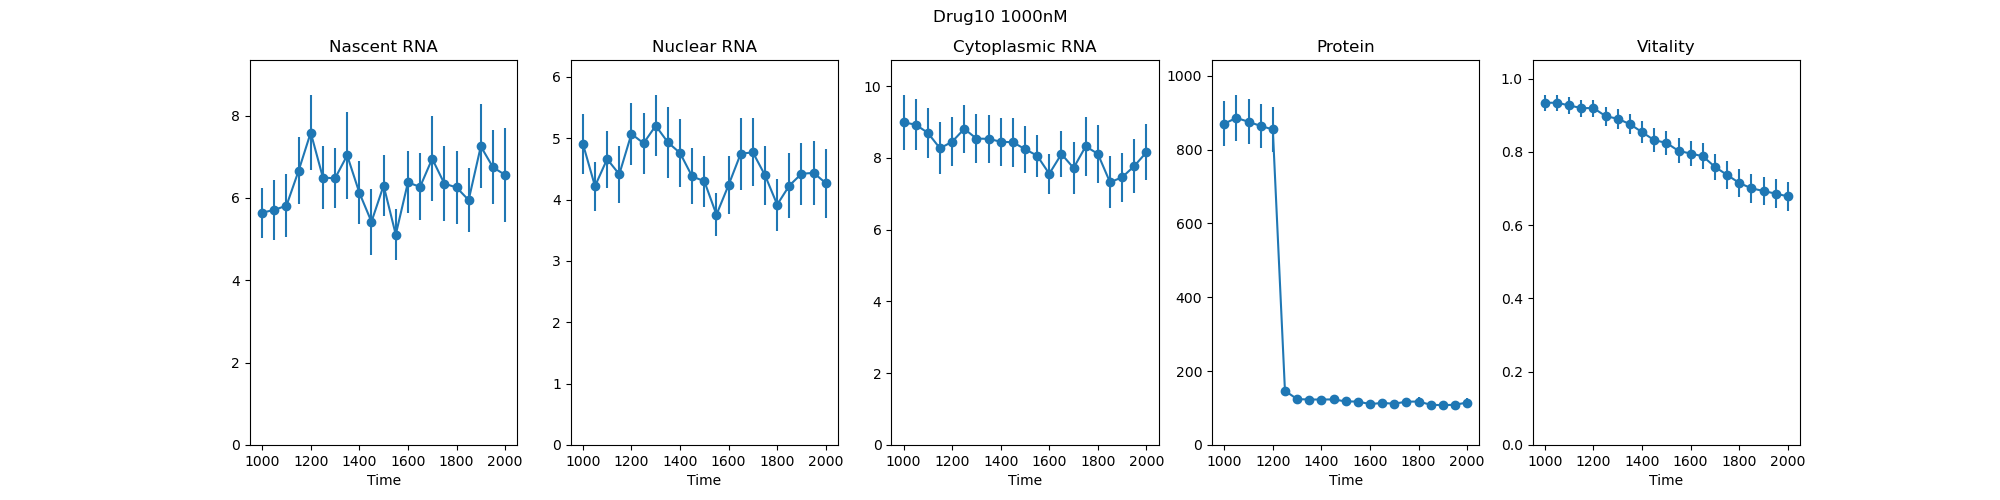 Drug10 1000nM
Nascent RNA
8
6
4
2
0
1000 1200 1400 1600 1800 2000
Time
Nuclear RNA
6
5
4
3
2
1
0
1000 1200 1400 1600 1800 2000
Time
Cytoplasmic RNA
10
8
6
4
2
0
1000 1200 1400 1600 1800 2000
Time
Protein
1000
800
600
400
200
0
1000 1200 1400 1600 1800 2000
Time
Vitality
1.0
0.8
0.6
0.4
0.2
0.0
1000 1200 1400 1600 1800 2000
Time